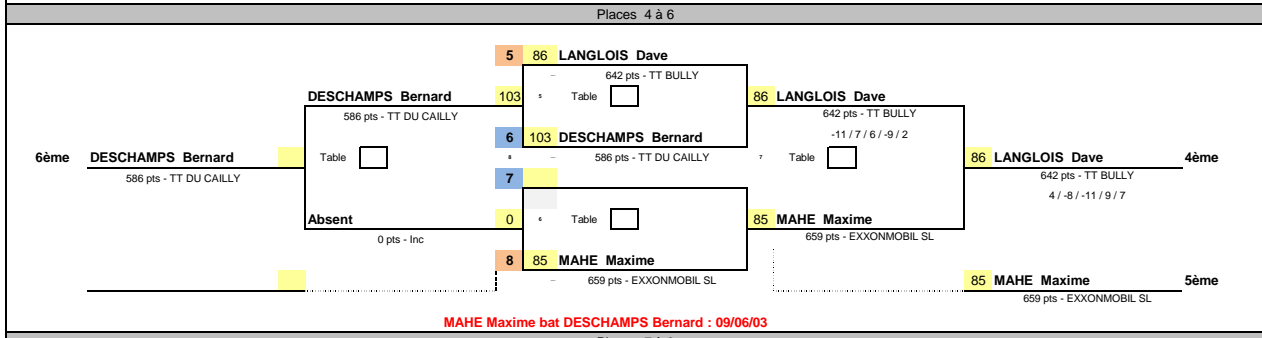 Places 4 à 6
5 86 LANGLOIS Dave
642 pts - TT BULLY
DESCHAMPS Bernard 103 5 Table 86 LANGLOIS Dave
586 pts - TT DU CAILLY 642 pts - TT BULLY
6 103 DESCHAMPS Bernard -11 / 7 / 6 / -9 / 2
6ème DESCHAMPS Bernard Table 8 586 pts - TT DU CAILLY 7 Table 86 LANGLOIS Dave 4ème
586 pts - TT DU CAILLY 7 642 pts - TT BULLY
4 / -8 / -11 / 9 / 7
Absent 0 6 Table 85 MAHE Maxime
0 pts - Inc 659 pts - EXXONMOBIL SL
8 85 MAHE Maxime
659 pts - EXXONMOBIL SL 85 MAHE Maxime 5ème
659 pts - EXXONMOBIL SL
MAHE Maxime bat DESCHAMPS Bernard : 09/06/03